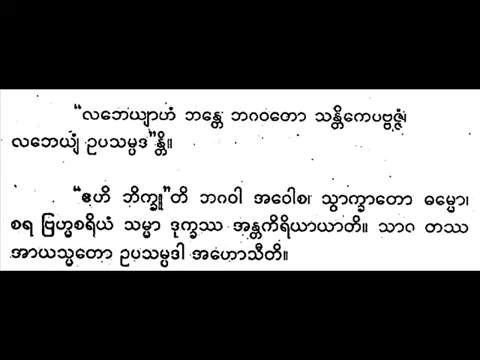 “လဘေယျာဟံ ဘန္တေ ဘဂဝတော သန္တိကေပဗ္ဗဇ္ဇံ၊
လဘေယျံ ဥပသမ္ပဒ”န္တိ။
“ဧဟိ ဘိက္ခူ”တိ ဘဂဝါ အဝေါစ၊ သွာက္ခာတော ဓမ္မော၊
စရ ဗြဟ္မစရိယံ သမ္မာ ဒုက္ခဿ အန္တကိရိယာယာတိ။ သာဝ တဿ
အာယသ္မတော ဥပသမ္ပဒါ အဟောသီတိ။